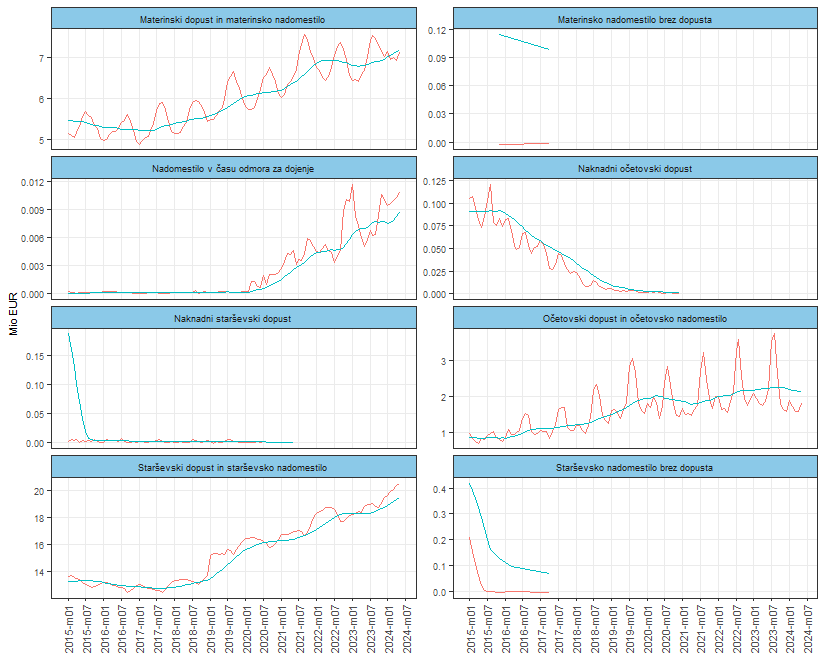 Materinski dopust in materinsko nadomestilo
Materinsko nadomestilo brez dopusta
7
6
5
0.12
0.09
0.06
0.03
0.00
Nadomestilo v času odmora za dojenje
Naknadni očetovski dopust
0.012
0.009
0.006
0.003
0.000
0.125
0.100
0.075
0.050
0.025
0.000
Mio EUR
Naknadni starševski dopust
Očetovski dopust in očetovsko nadomestilo
0.15
0.10
0.05
0.00
3
2
1
Starševski dopust in starševsko nadomestilo
Starševsko nadomestilo brez dopusta
20
18
16
14
0.4
0.3
0.2
0.1
0.0
2015-m01
2015-m07
2016-m01
2016-m07
2017-m01
2017-m07
2018-m01
2018-m07
2019-m01
2019-m07
2020-m01
2020-m07
2021-m01
2021-m07
2022-m01
2022-m07
2023-m01
2023-m07
2024-m01
2024-m07
2015-m01
2015-m07
2016-m01
2016-m07
2017-m01
2017-m07
2018-m01
2018-m07
2019-m01
2019-m07
2020-m01
2020-m07
2021-m01
2021-m07
2022-m01
2022-m07
2023-m01
2023-m07
2024-m01
2024-m07